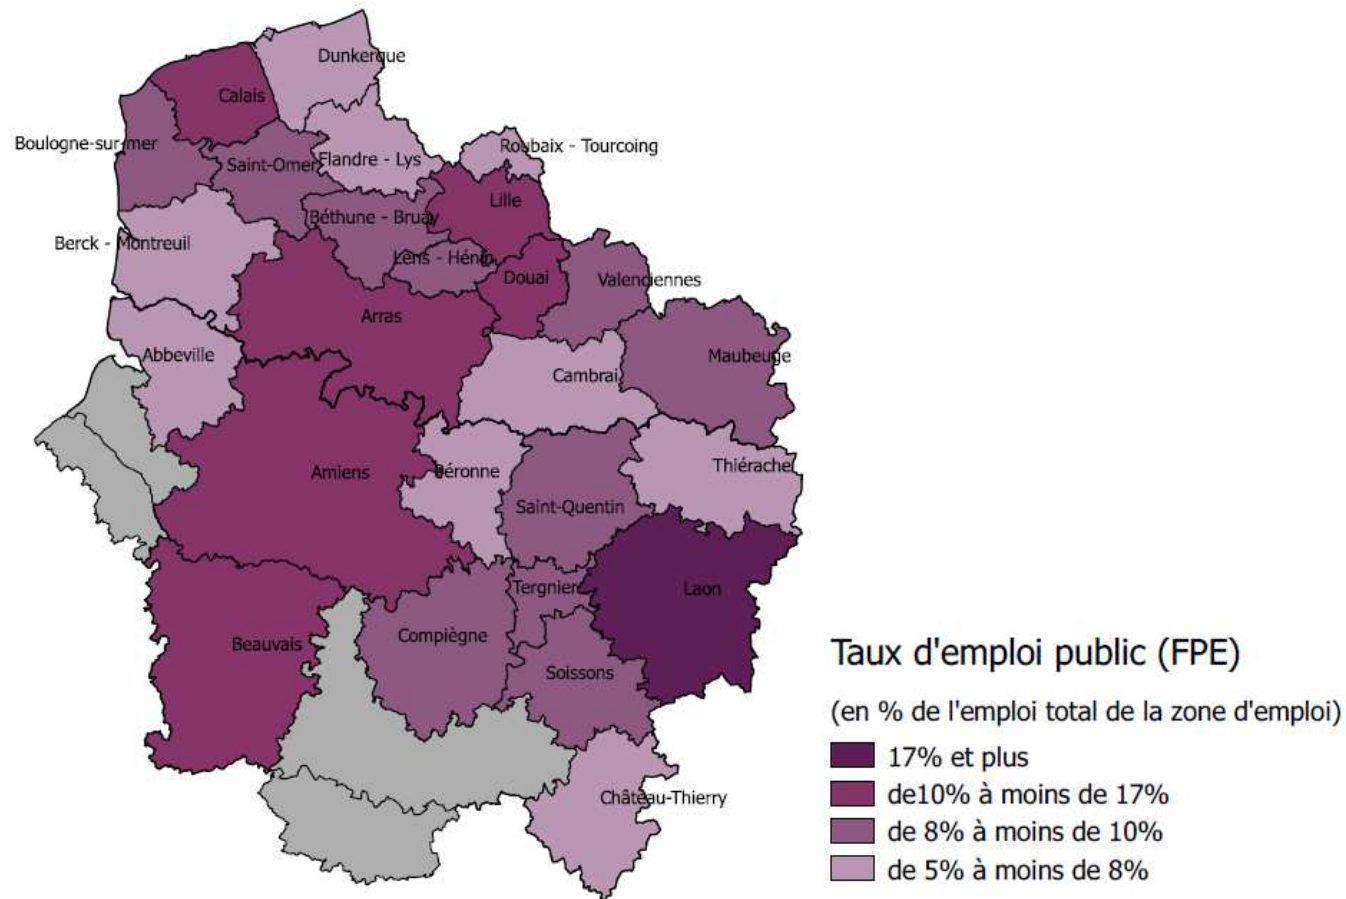 Dunkerque
Calais
Boulogne-sur-mer
Saint-Omer
Flandre - Lys
Roubaix - Tourcoing
Lille
Béthune - Bruay
Berck - Montreuil
Lens - Hénin
Douai
Valenciennes
Arras
Abbeville
Cambrai
Maubeuge
Amiens
Péronne
Thiérache
Saint-Quentin
Tergnier
Laon
Beauvais
Compiègne
Soissons
Château-Thierry
Taux d'emploi public (FPE)
(en % de l'emploi total de la zone d'emploi)
17% et plus
de10% à moins de 17%
de 8% à moins de 10%
de 5% à moins de 8%